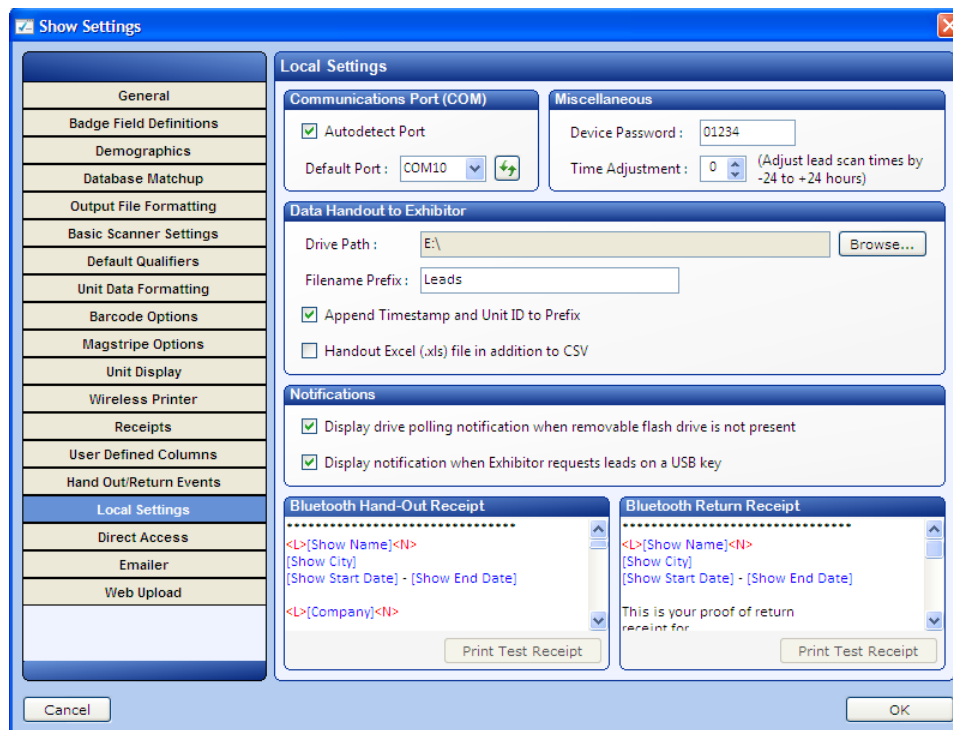 Show Settings
General
Badge Field Definitions
Demographics
Database Matchup
Output File Formatting
Basic Scanner Settings
Default Qualifiers
Unit Data Formatting
Barcode Options
Magstripe Options
Unit Display
Wireless Printer
Receipts
User Defined Columns
Hand Out/Return Events
Local Settings
Direct Access
Emailer
Web Upload
Local Settings
Communications Port (COM)
Autodetect Port
Default Port : COM10
Miscellaneous
Device Password : 01234
Time Adjustment : 0 (Adjust lead scan times by
-24 to +24 hours)
Data Handout to Exhibitor
Drive Path : E:\ Browse...
Filename Prefix : Leads
Append Timestamp and Unit ID to Prefix
Handout Excel (.xls) file in addition to CSV
Notifications
Display drive polling notification when removable flash drive is not present
Display notification when Exhibitor requests leads on a USB key
Bluetooth Hand-Out Receipt
<L>[Show Name]<N>
[Show City]
[Show Start Date] - [Show End Date]
<L>[Company]<N>
Print Test Receipt
Bluetooth Return Receipt
<L>[Show Name]<N>
[Show City]
[Show Start Date] - [Show End Date]
This is your proof of return
receipt for
Print Test Receipt
Cancel
OK